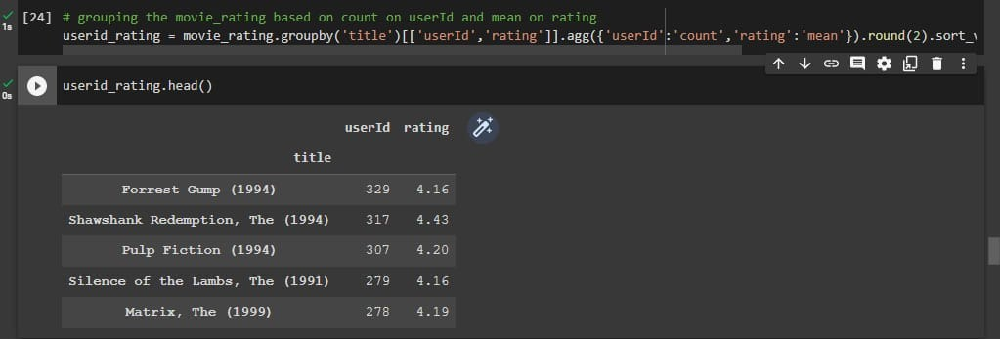 [24] # grouping the movie_rating based on count on userId and mean on rating
1s
userid_rating = movie_rating.groupby('title')[['userId','rating']].agg({'userId':'count','rating':'mean'}).round(2).sort_v
0s
userid_rating.head()
userId rating
title
Forrest Gump (1994) 329 4.16
Shawshank Redemption, The (1994) 317 4.43
Pulp Fiction (1994) 307 4.20
Silence of the Lambs, The (1991) 279 4.16
Matrix, The (1999) 278 4.19